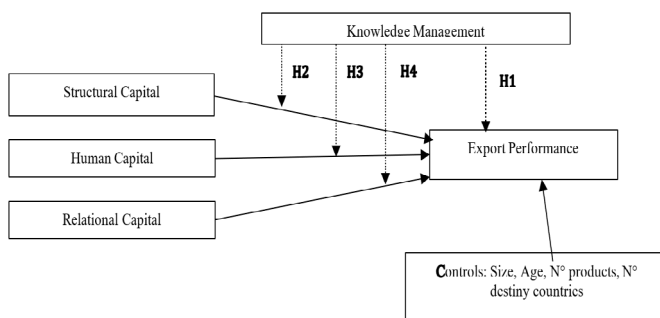 Knowledge Management
H2
H3
H4
H1
Structural Capital
Human Capital
Export Performance
Relational Capital
Controls: Size, Age, N° products, N°
destiny countries